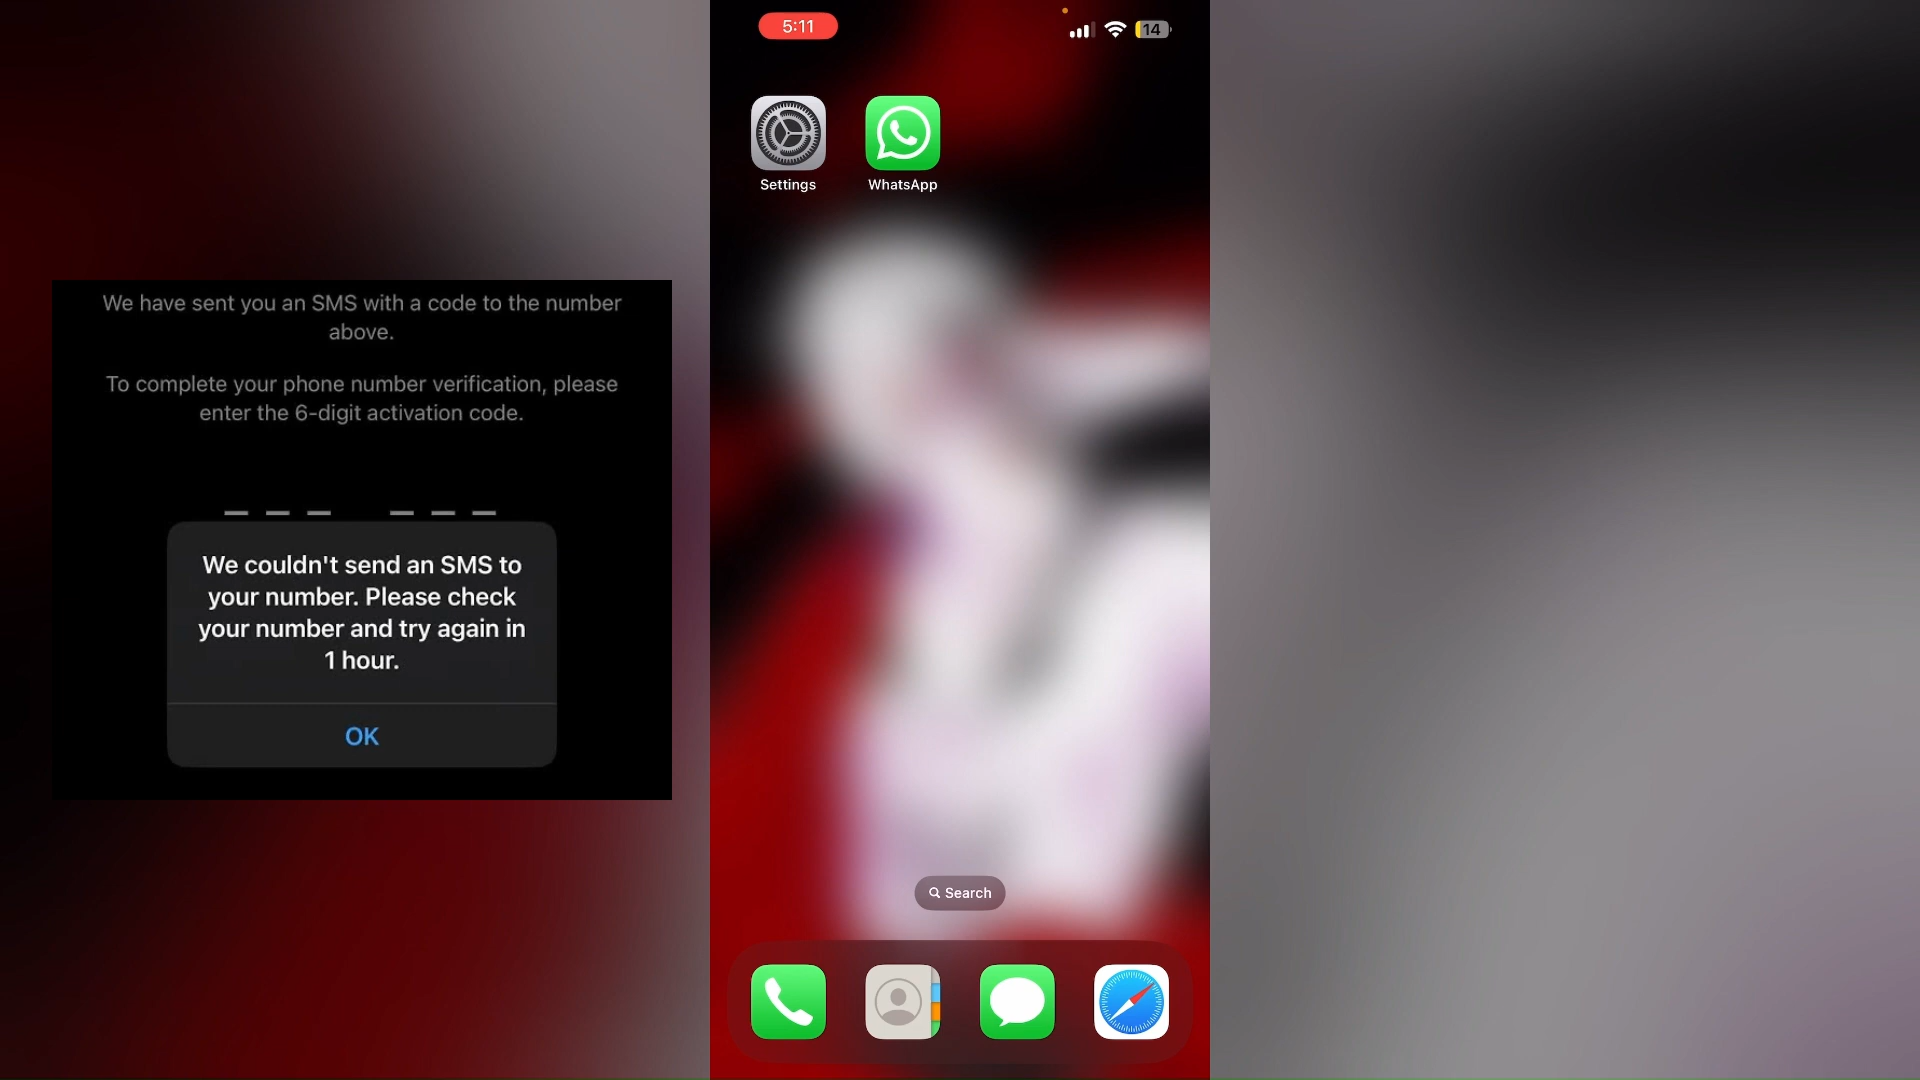 We have sent you an SMS with a code to the number
above.
To complete your phone number verification, please
enter the 6-digit activation code.
We couldn't send an SMS to
your number. Please check
your number and try again in
1 hour.
OK
5:11
14
Settings
WhatsApp
Search